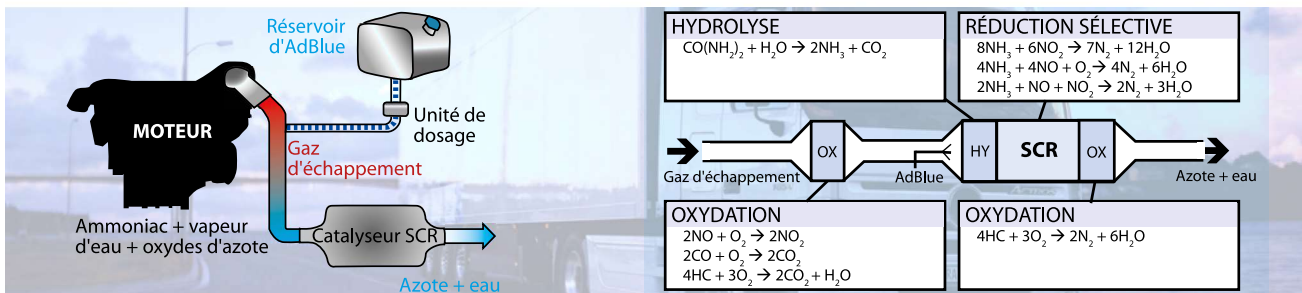 Réservoir
d'AdBlue
MOTEUR
Unité de
dosage
Gaz
d'échappement
Ammoniac + vapeur
d'eau + oxydes d'azote
Catalyseur SCR
Azote + eau
HYDROLYSE
CO(NH₂)₂ + H₂O → 2NH₃ + CO₂
RÉDUCTION SÉLECTIVE
8NH₃ + 6NO₂ → 7N₂ + 12H₂O
4NH₃ + 4NO + O₂ → 4N₂ + 6H₂O
2NH₃ + NO + NO₂ → 2N₂ + 3H₂O
OX
HY
SCR
OX
Gaz d'échappement
AdBlue
Azote + eau
OXYDATION
2NO + O₂ → 2NO₂
2CO + O₂ → 2CO₂
4HC + 3O₂ → 2CO₂ + H₂O
OXYDATION
4HC + 3O₂ → 2N₂ + 6H₂O